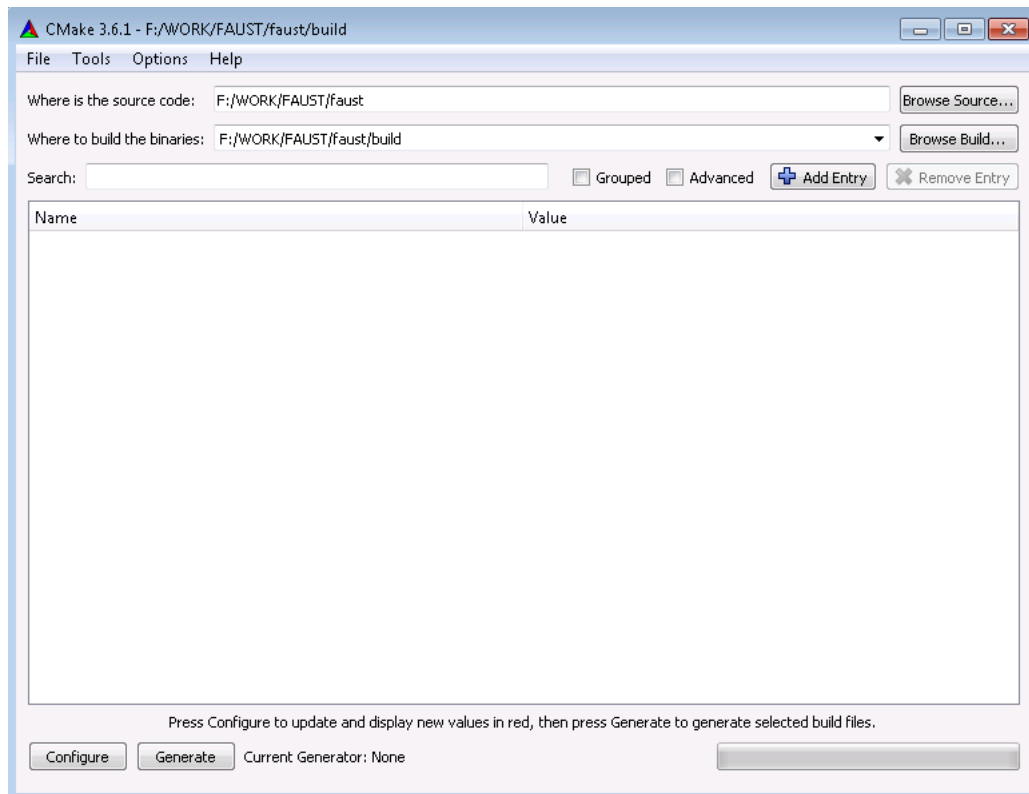 CMake 3.6.1 - F:/WORK/FAUST/faust/build
File Tools Options Help
Where is the source code: F:/WORK/FAUST/faust Browse Source...
Where to build the binaries: F:/WORK/FAUST/faust/build Browse Build...
Search: Grouped Advanced Add Entry Remove Entry
Name Value
Press Configure to update and display new values in red, then press Generate to generate selected build files.
Configure Generate Current Generator: None